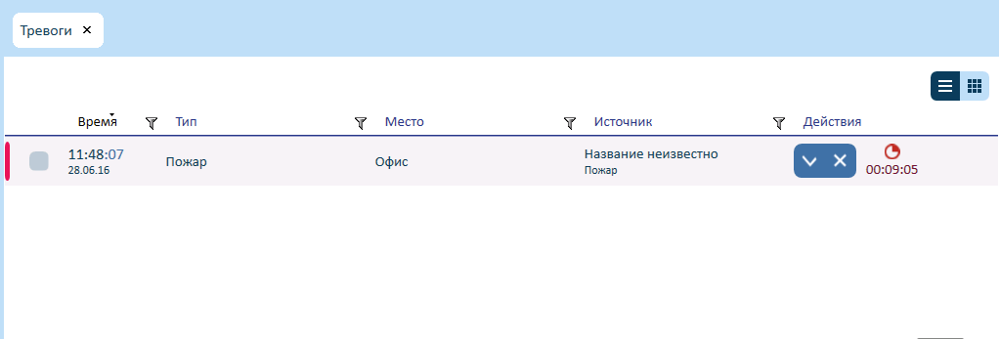 Тревоги
Время Тип Место Источник Действия
11:48:07 Пожар Офис Название неизвестно
28.06.16 Пожар 00:09:05